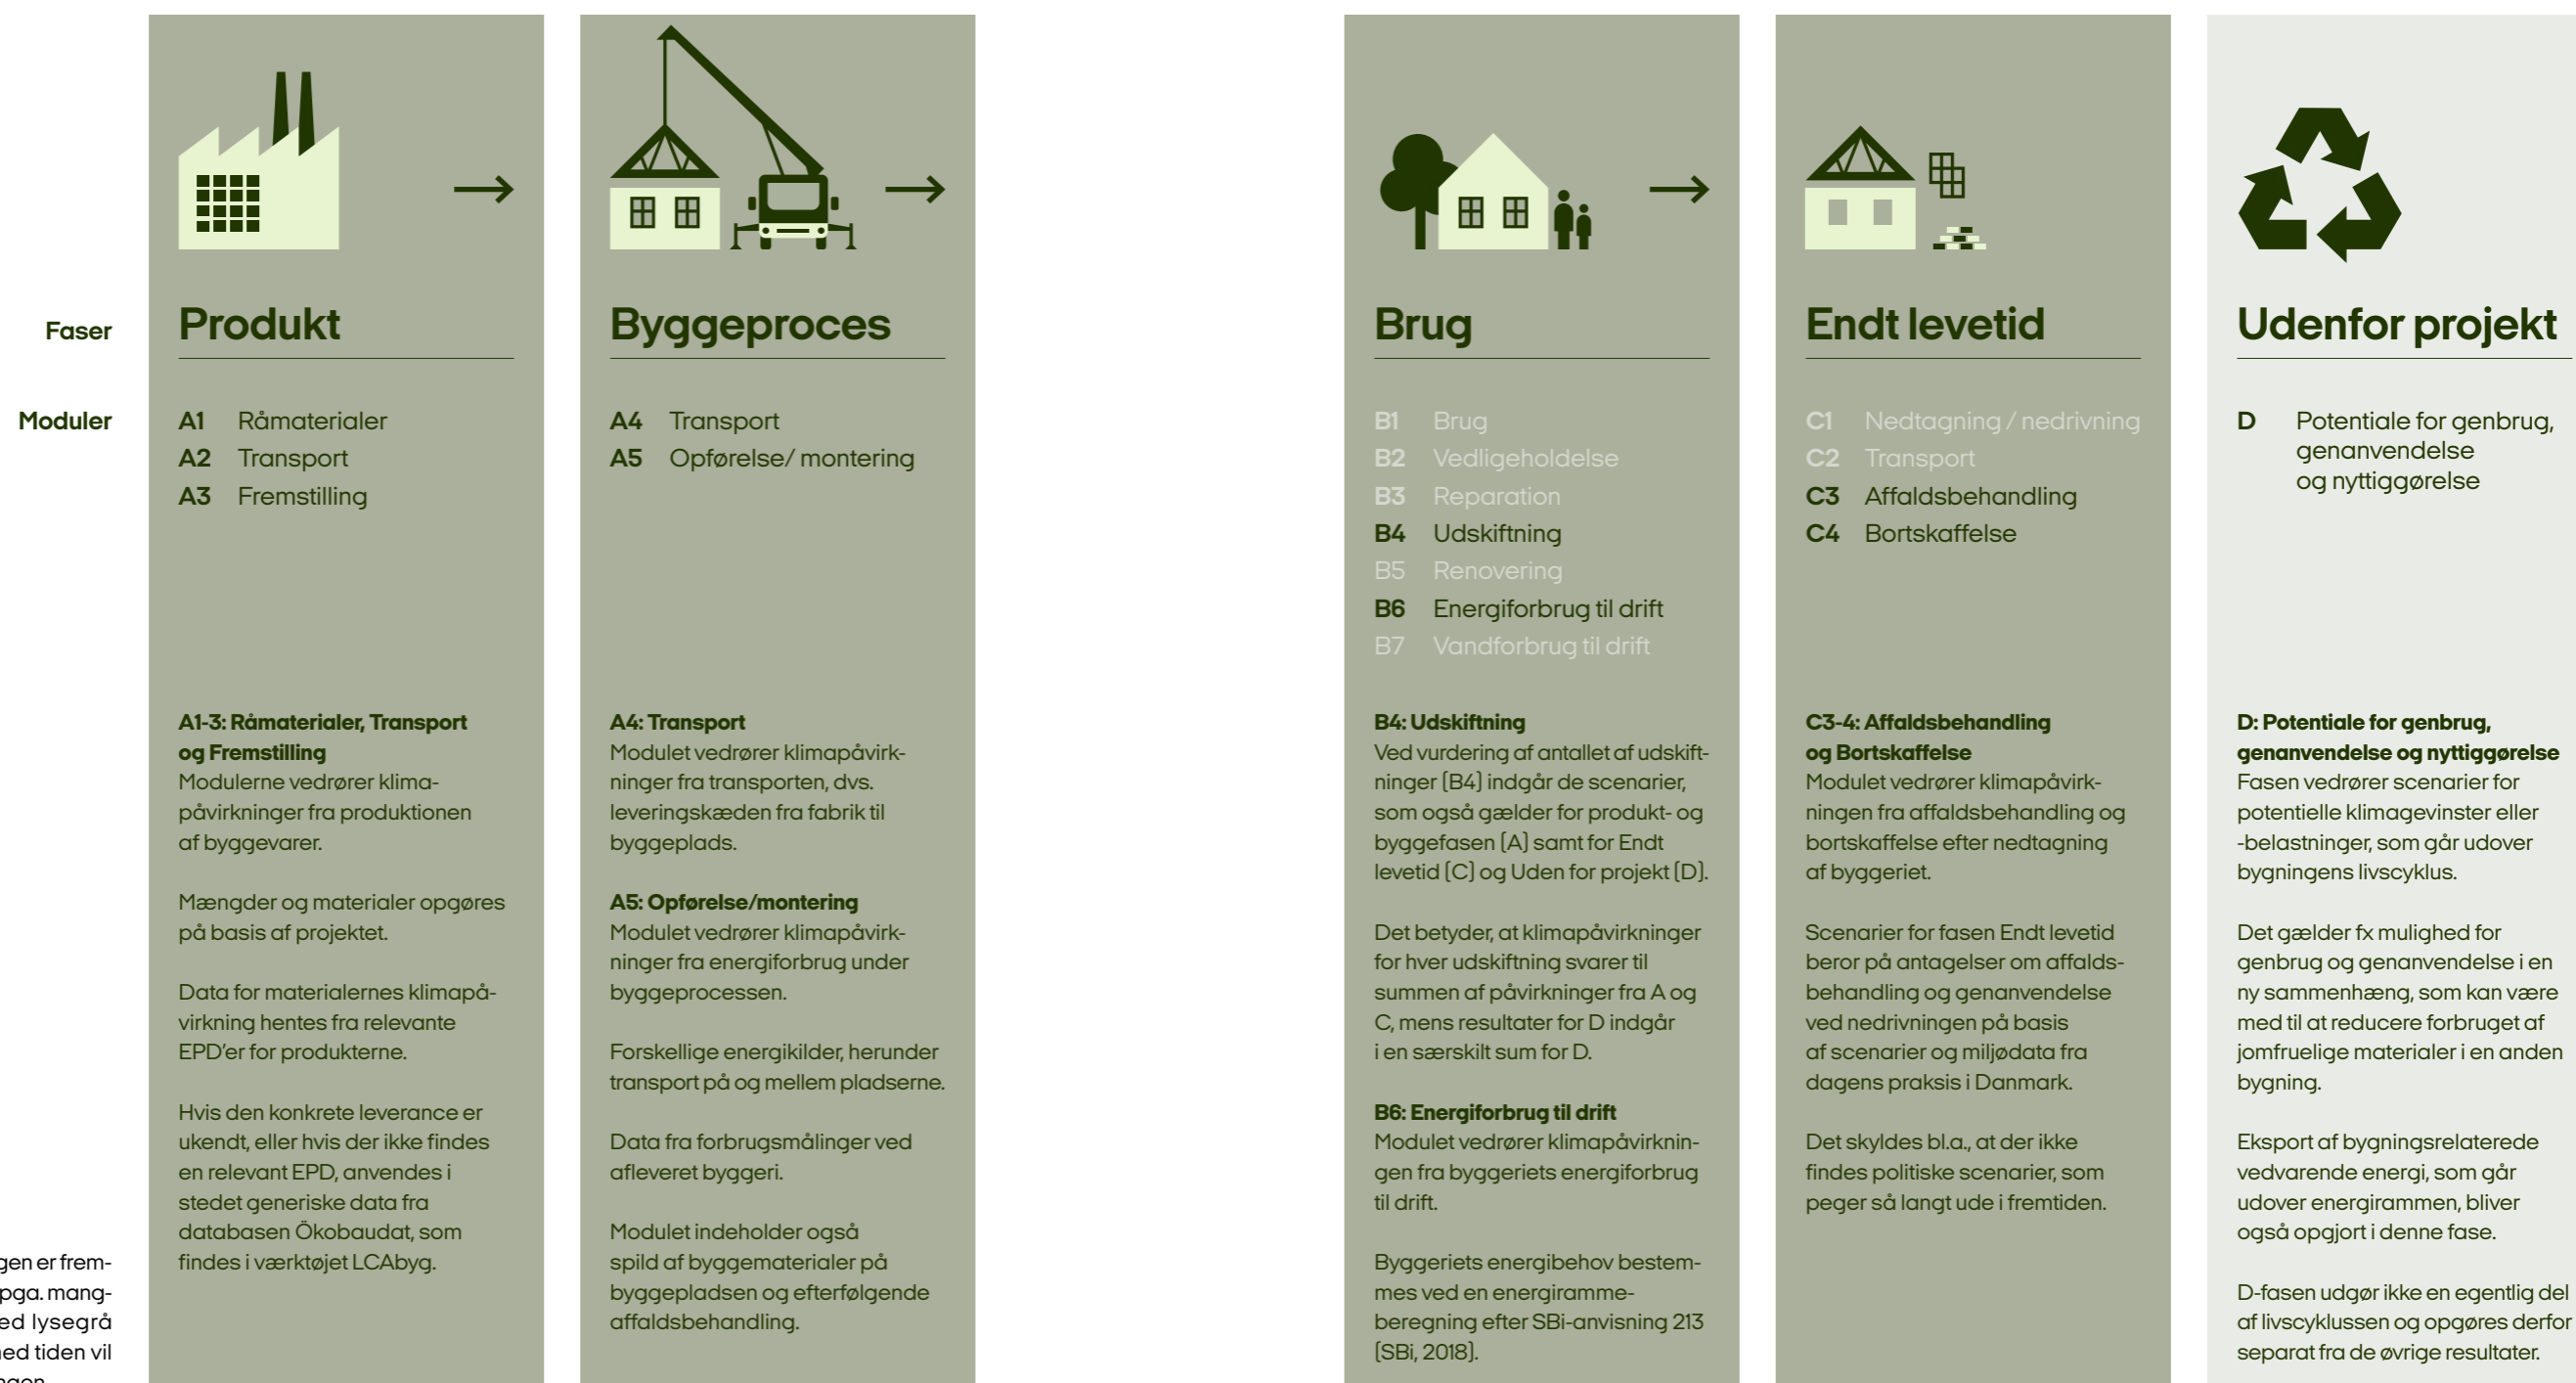 Faser
Moduler
gen er frem-
pga. mang-
ed lysegrå
ned tiden vil
Produkt
A1 Råmaterialer
A2 Transport
A3 Fremstilling
A1-3: Råmaterialer, Transport
og Fremstilling
Modulerne vedrører klima-
påvirkninger fra produktionen
af byggevarer.
Mængder og materialer opgøres
på basis af projektet.
Data for materialernes klimapå-
virkning hentes fra relevante
EPD’er for produkterne.
Hvis den konkrete leverance er
ukendt, eller hvis der ikke findes
en relevant EPD, anvendes i
stedet generiske data fra
databasen Ökobaudat, som
findes i værktøjet LCAbyg.
Byggeproces
A4 Transport
A5 Opførelse/ montering
A4: Transport
Modulet vedrører klimapåvirk-
ninger fra transporten, dvs.
leveringskæden fra fabrik til
byggeplads.
A5: Opførelse/montering
Modulet vedrører klimapåvirk-
ninger fra energiforbrug under
byggeprocessen.
Forskellige energikilder, herunder
transport på og mellem pladserne.
Data fra forbrugsmålinger ved
afleveret byggeri.
Modulet indeholder også
spild af byggematerialer på
byggepladsen og efterfølgende
affaldsbehandling.
Brug
B1 Brug
B2 Vedligeholdelse
B3 Reparation
B4 Udskiftning
B5 Renovering
B6 Energiforbrug til drift
B7 Vandforbrug til drift
B4: Udskiftning
Ved vurdering af antallet af udskift-
ninger (B4) indgår de scenarier,
som også gælder for produkt- og
byggefasen (A) samt for Endt
levetid (C) og Uden for projekt (D).
Det betyder, at klimapåvirkninger
for hver udskiftning svarer til
summen af påvirkninger fra A og
C, mens resultater for D indgår
i en særskilt sum for D.
B6: Energiforbrug til drift
Modulet vedrører klimapåvirknin-
gen fra byggeriets energiforbrug
til drift.
Byggeriets energibehov bestem-
mes ved en energiramme-
beregning efter SBi-anvisning 213
(SBi, 2018).
Endt levetid
C1 Nedtagning / nedrivning
C2 Transport
C3 Affaldsbehandling
C4 Bortskaffelse
C3-4: Affaldsbehandling
og Bortskaffelse
Modulet vedrører klimapåvirk-
ningen fra affaldsbehandling og
bortskaffelse efter nedtagning
af byggeriet.
Scenarier for fasen Endt levetid
beror på antagelser om affalds-
behandling og genanvendelse
ved nedrivningen på basis
af scenarier og miljødata fra
dagens praksis i Danmark.
Det skyldes bl.a., at der ikke
findes politiske scenarier, som
peger så langt ude i fremtiden.
Udenfor projekt
D Potentiale for genbrug,
genanvendelse
og nyttiggørelse
D: Potentiale for genbrug,
genanvendelse og nyttiggørelse
Fasen vedrører scenarier for
potentielle klimagevinster eller
-belastninger, som går udover
bygningens livscyklus.
Det gælder fx mulighed for
genbrug og genanvendelse i en
ny sammenhæng, som kan være
med til at reducere forbruget af
jomfruelige materialer i en anden
bygning.
Eksport af bygningsrelaterede
vedvarende energi, som går
udover energirammen, bliver
også opgjort i denne fase.
D-fasen udgør ikke en egentlig del
af livscyklussen og opgøres derfor
separat fra de øvrige resultater.